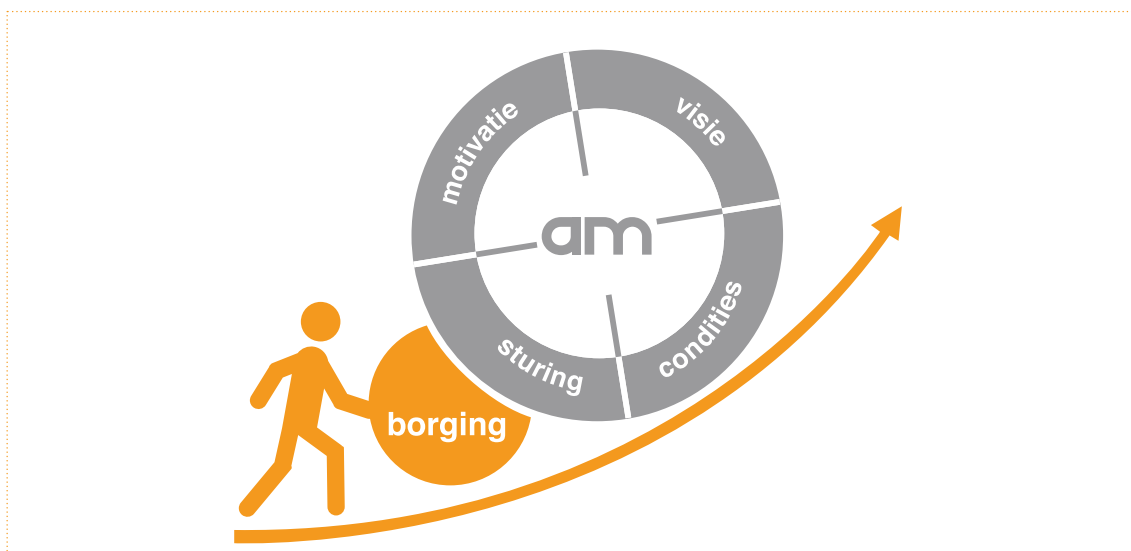 motivatie
visie
am
condities
sturing
borging